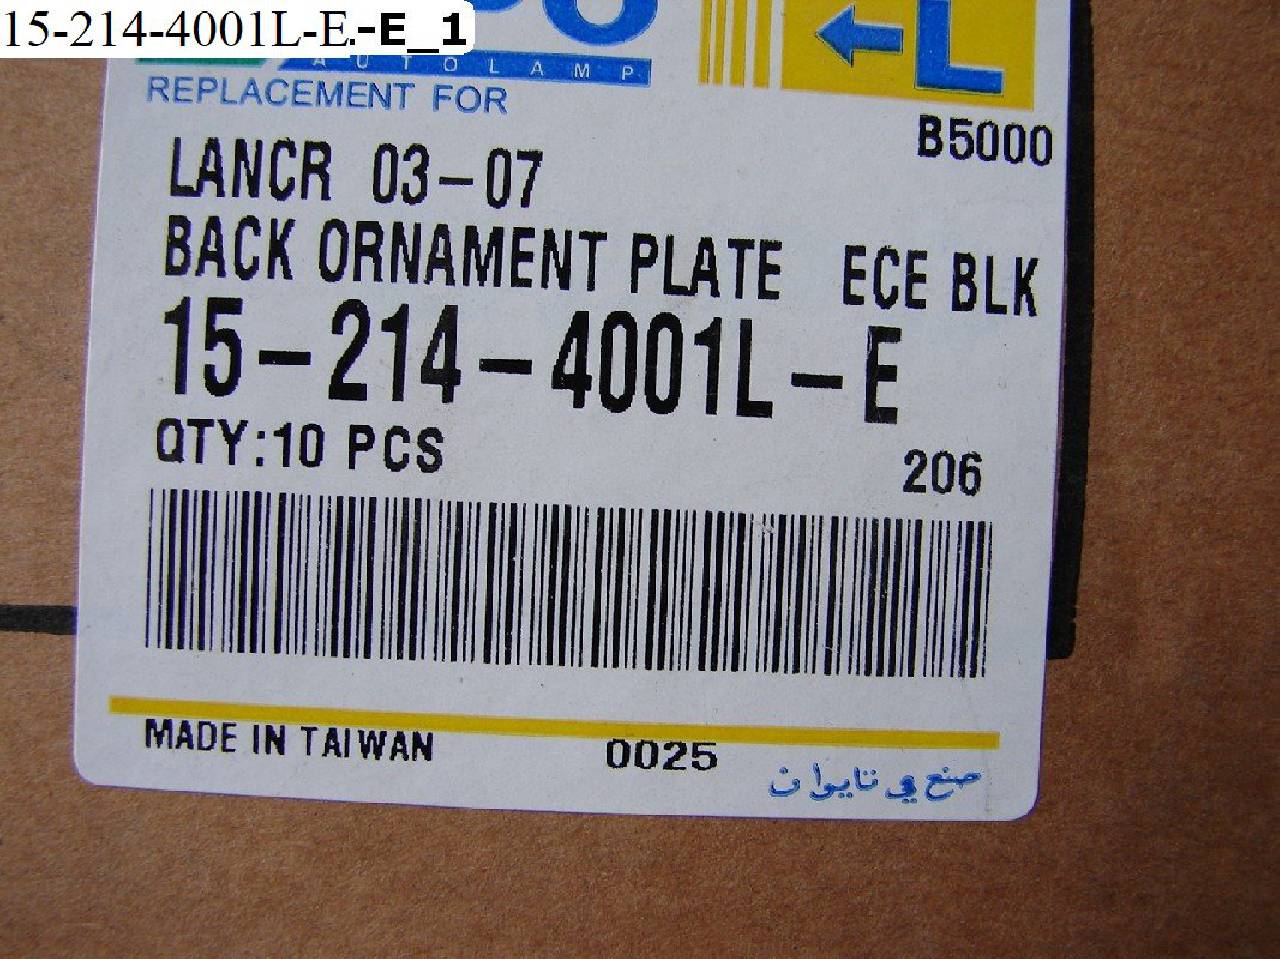 15-214-4001L-E.-E_1
AUTOLAMP
L
REPLACEMENT FOR
B5000
LANCR 03-07
BACK ORNAMENT PLATE ECE BLK
15-214-4001L-E
QTY:10 PCS
206
MADE IN TAIWAN
0025
صنع في تايوان